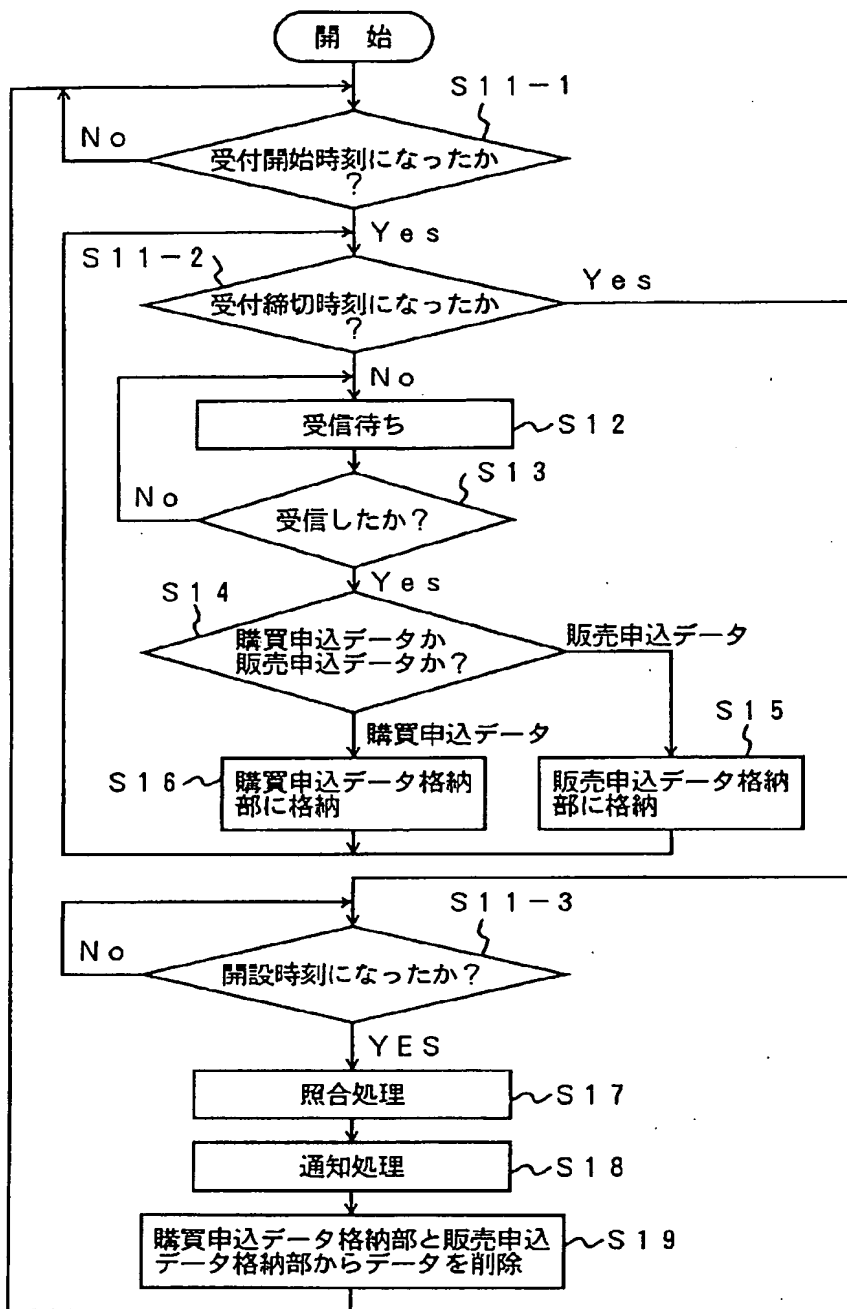 開 始
S11-1
No
受付開始時刻になったか
?
Yes
S11-2
Yes
受付締切時刻になったか
?
No
受信待ち
S12
S13
No
受信したか?
Yes
S14
購買申込データか
販売申込データか?
販売申込データ
購買申込データ
S15
S16
購買申込データ格納
部に格納
販売申込データ格納
部に格納
S11-3
No
開設時刻になったか?
YES
照合処理
S17
通知処理
S18
購買申込データ格納部と販売申込
データ格納部からデータを削除
S19